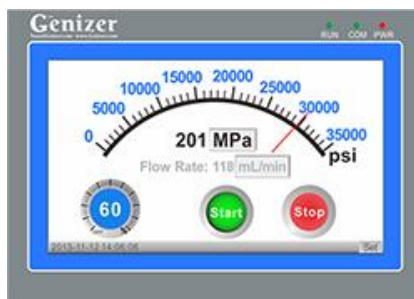 Genizer
RUN COM PWR
0 5000 10000 15000 20000 25000 30000 35000
psi
201 MPa
Flow Rate: 118 mL/min
60
Start
Stop
2013-11-12 14:06:06
Set